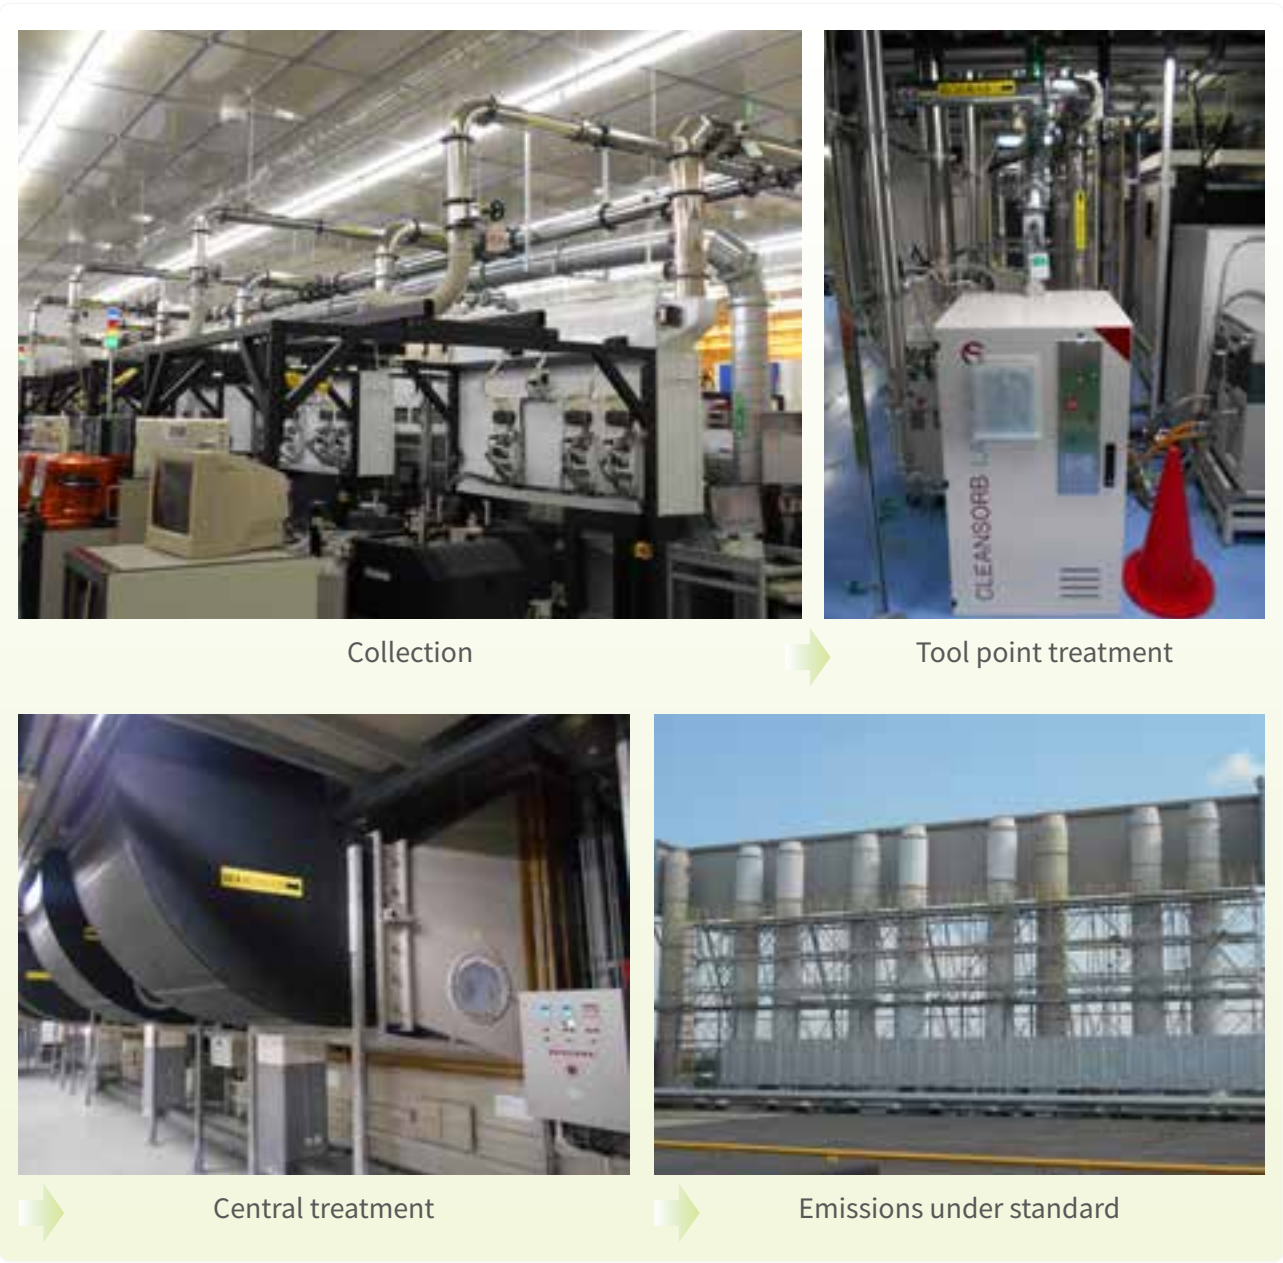 CLEANSORB
Collection
Tool point treatment
Central treatment
Emissions under standard